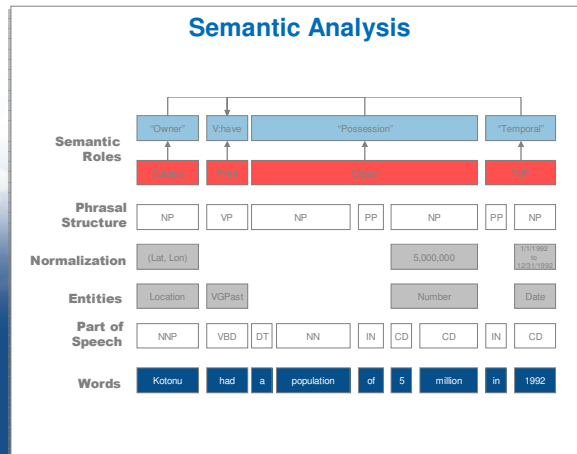 Semantic Analysis
"Owner" V:have "Possession" "Temporal"
Semantic
Roles
Subject Object
Phrasal
Structure
NP VP NP PP NP PP NP
Normalization
(Lat, Lon) 5,000,000 1/1/1992
to
12/31/1992
Entities
Location VGPast Number Date
Part of
Speech
NNP VBD DT NN IN CD CD IN CD
Words
Kotonu had a population of 5 million in 1992